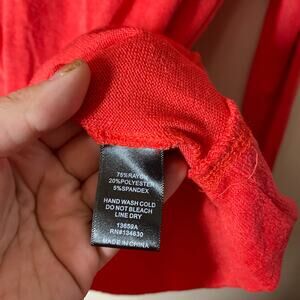 75%RAYON
20%POLYESTER
5%SPANDEX
HAND WASH COLD
DO NOT BLEACH
LINE DRY
13659A
RN#134630
MADE IN CHINA